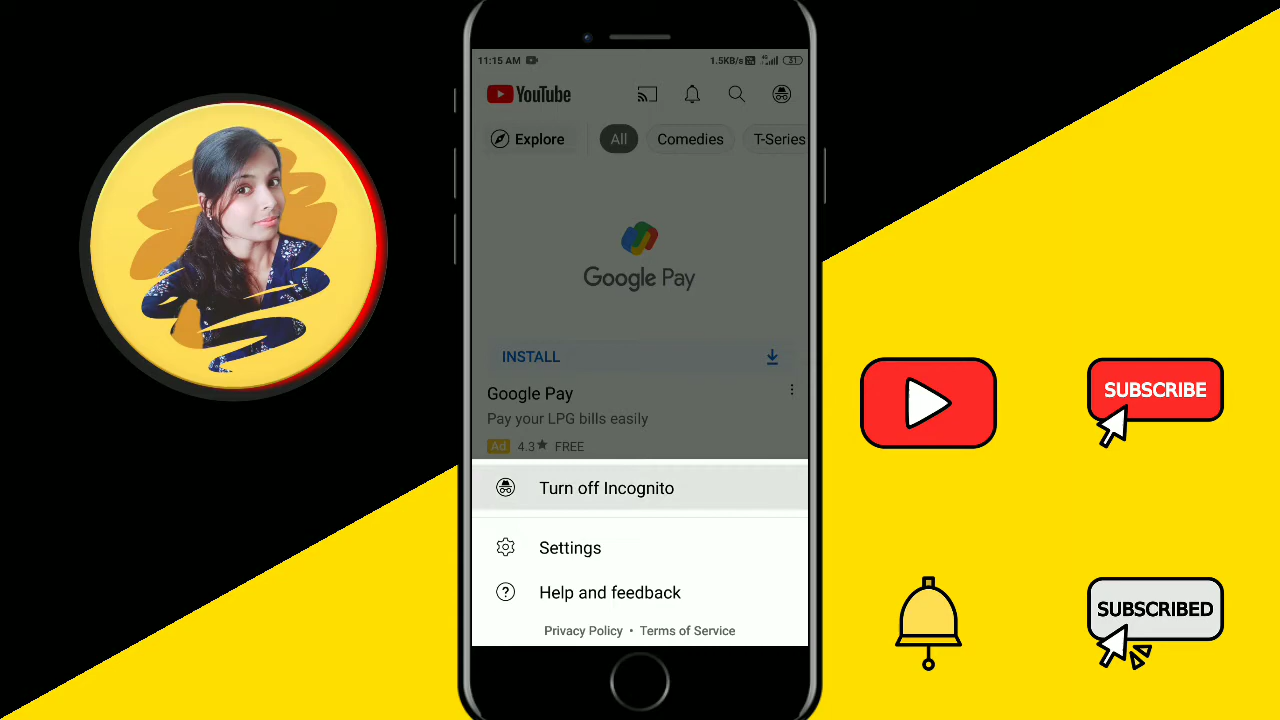 11:15 AM
1.5KB/s 4G 31
YouTube
Explore
All
Comedies
T-Series
Google Pay
INSTALL
Google Pay
Pay your LPG bills easily
Ad 4.3★ FREE
Turn off Incognito
Settings
Help and feedback
Privacy Policy • Terms of Service
SUBSCRIBE
SUBSCRIBED